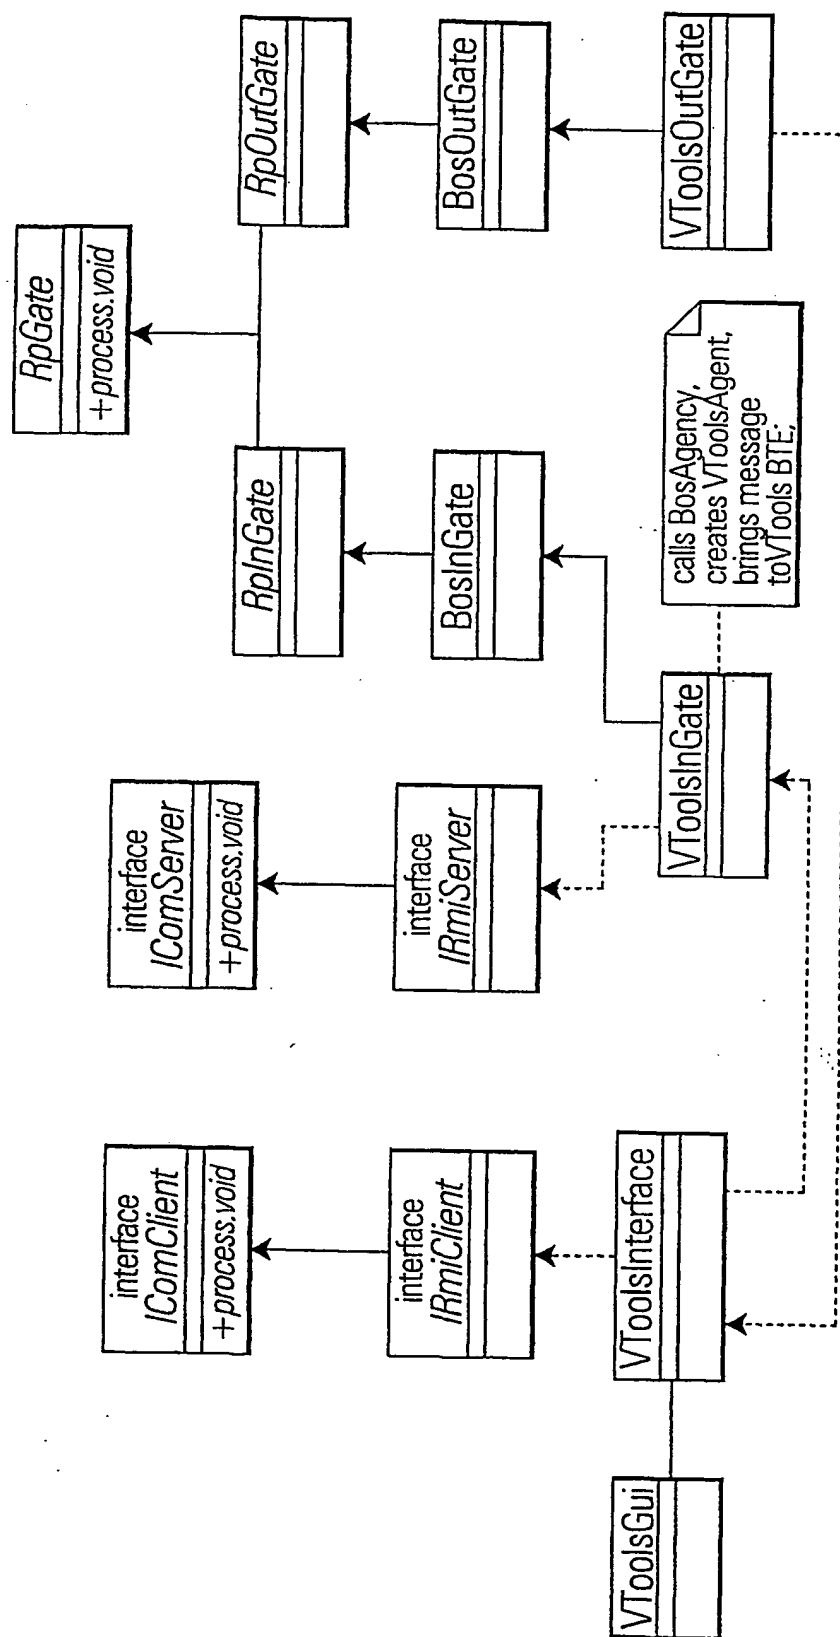 RpGate
+process.void
interface
IComClient
+process.void
interface
IComServer
+process.void
RpInGate
RpOutGate
interface
IRmiClient
interface
IRmiServer
BosInGate
BosOutGate
VToolsGui
VToolsInterface
VToolsInGate
calls BosAgency,
creates VToolsAgent,
brings message
toVTools BTE;
VToolsOutGate